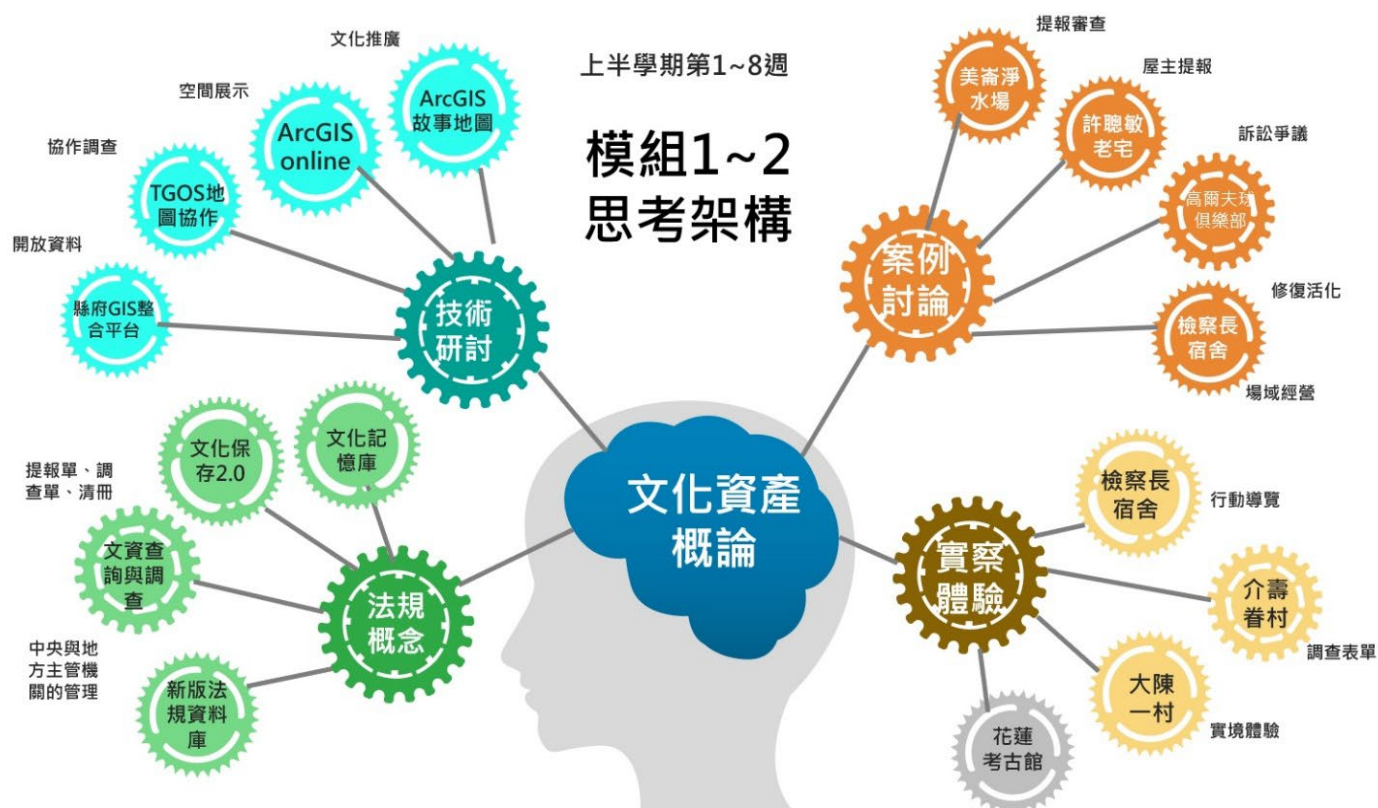 上半學期第1~8週
模組1~2
思考架構
文化推廣
ArcGIS
故事地圖
空間展示
ArcGIS
online
協作調查
TGOS地
圖協作
開放資料
縣府GIS整
合平台
技術
研討
提報審查
美崙淨
水場
屋主提報
許聰敏
老宅
訴訟爭議
高爾夫球
俱樂部
修復活化
檢察長
宿舍
場域經營
案例
討論
文化資產
概論
文化記
憶庫
文化保
存2.0
提報單、調
查單、清冊
文資查
詢與調
查
中央與地
方主管機
關的管理
新版法
規資料
庫
法規
概念
實察
體驗
檢察長
宿舍
行動導覽
介壽
眷村
調查表單
大陳
一村
實境體驗
花蓮
考古館